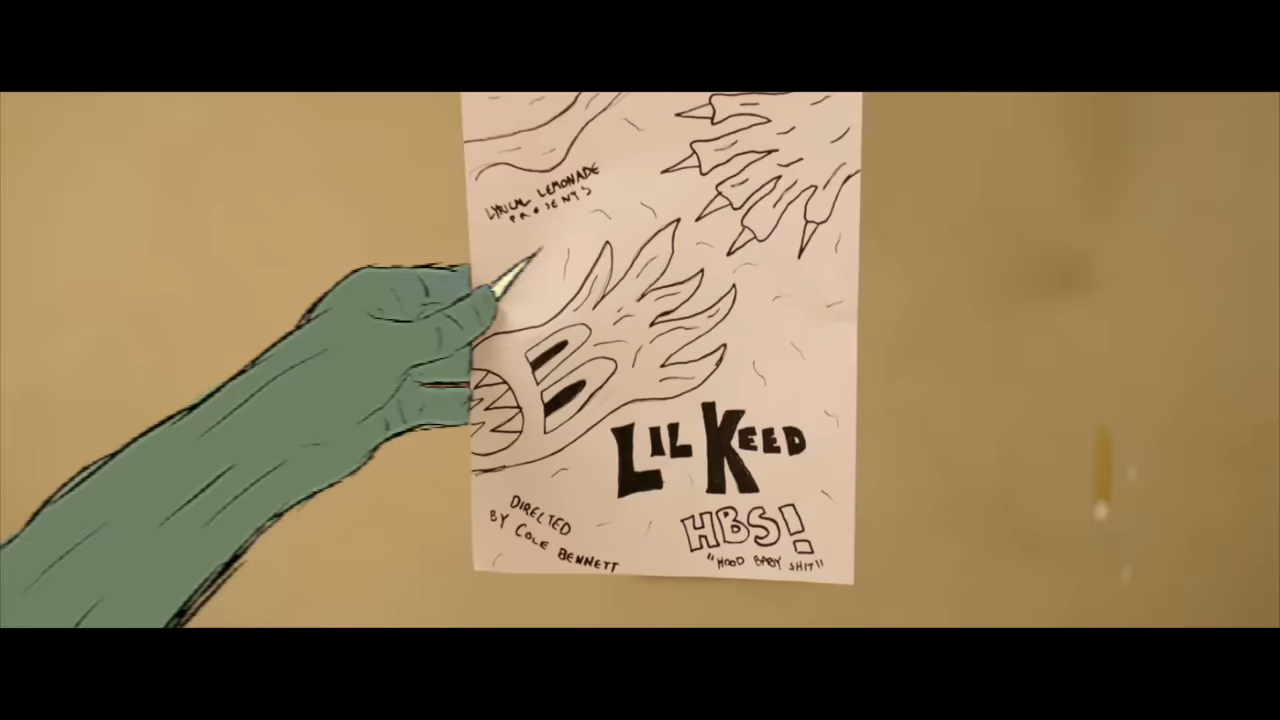 LYRICAL LEMONADE
PRESENTS
LIL KEED
DIRECTED
BY COLE BENNETT
HBS!
"HOOD BABY SHIT"